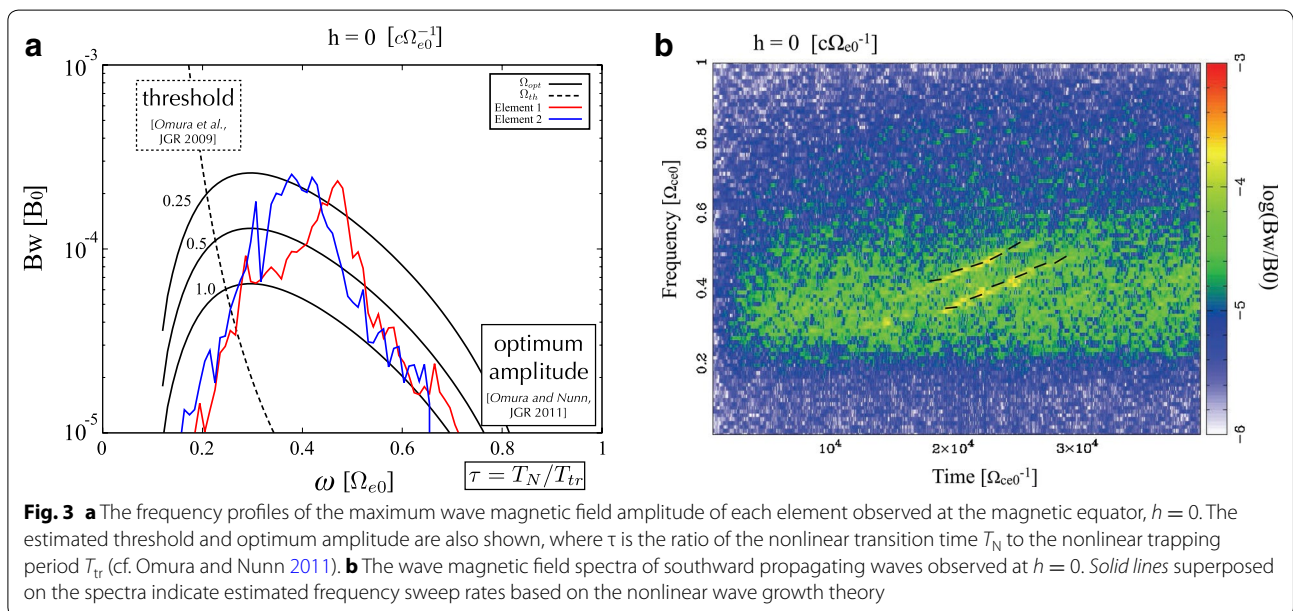 a
h = 0 [cΩe0⁻¹]
10⁻³
10⁻⁴
10⁻⁵
Bw [B0]
threshold
[Omura et al.,
JGR 2009]
Ωopt
Ωth
Element 1
Element 2
0.25
0.5
1.0
optimum
amplitude
[Omura and Nunn,
JGR 2011]
0 0.2 0.4 0.6 0.8 1
ω [Ωe0]
τ = TN/Ttr
b
h = 0 [cΩe0⁻¹]
1
0.8
0.6
0.4
0.2
Frequency [Ωce0]
10⁴ 2×10⁴ 3×10⁴
Time [Ωce0⁻¹]
−3
−4
−5
−6
log(Bw/B0)
Fig. 3 a The frequency profiles of the maximum wave magnetic field amplitude of each element observed at the magnetic equator, h = 0. The
estimated threshold and optimum amplitude are also shown, where τ is the ratio of the nonlinear transition time TN to the nonlinear trapping
period Ttr (cf. Omura and Nunn 2011). b The wave magnetic field spectra of southward propagating waves observed at h = 0. Solid lines superposed
on the spectra indicate estimated frequency sweep rates based on the nonlinear wave growth theory